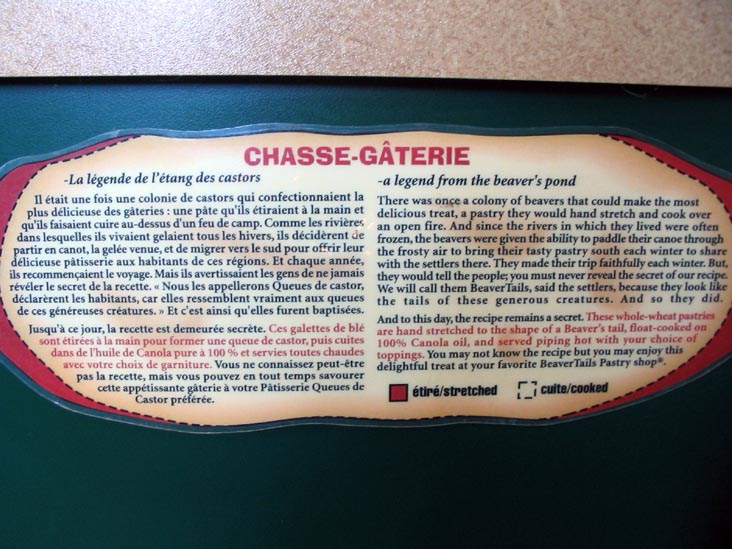 CHASSE-GÂTERIE
-La légende de l'étang des castors
Il était une fois une colonie de castors qui confectionnaient la
plus délicieuse des gâteries : une pâte qu'ils étiraient à la main et
qu'ils faisaient cuire au-dessus d'un feu de camp. Comme les rivières
dans lesquelles ils vivaient gelaient tous les hivers, ils décidèrent de
partir en canot, la gelée venue, et de migrer vers le sud pour offrir leur
délicieuse pâtisserie aux habitants de ces régions. Et chaque année,
ils recommençaient le voyage. Mais ils avertissaient les gens de ne jamais
révéler le secret de la recette. « Nous les appellerons Queues de castor,
déclarèrent les habitants, car elles ressemblent vraiment aux queues
de ces généreuses créatures. » Et c'est ainsi qu'elles furent baptisées.
Jusqu'à ce jour, la recette est demeurée secrète. Ces galettes de blé
sont étirées à la main pour former une queue de castor, puis cuites
dans de l'huile de Canola pure à 100 % et servies toutes chaudes
avec votre choix de garniture. Vous ne connaissez peut-être
pas la recette, mais vous pouvez en tout temps savourer
cette appétissante gâterie à votre Pâtisserie Queues de
Castor préférée.
-a legend from the beaver's pond
There was once a colony of beavers that could make the most
delicious treat, a pastry they would hand stretch and cook over
an open fire. And since the rivers in which they lived were often
frozen, the beavers were given the ability to paddle their canoe through
the frosty air to bring their tasty pastry south each winter to share
with the settlers there. They made their trip faithfully each winter. But,
they would tell the people; you must never reveal the secret of our recipe.
We will call them BeaverTails, said the settlers, because they look like
the tails of these generous creatures. And so they did.
And to this day, the recipe remains a secret. These whole-wheat pastries
are hand stretched to the shape of a Beaver's tail, float-cooked on
100% Canola oil, and served piping hot with your choice of
toppings. You may not know the recipe but you may enjoy this
delightful treat at your favorite BeaverTails Pastry shop®.
étiré/stretched cuite/cooked